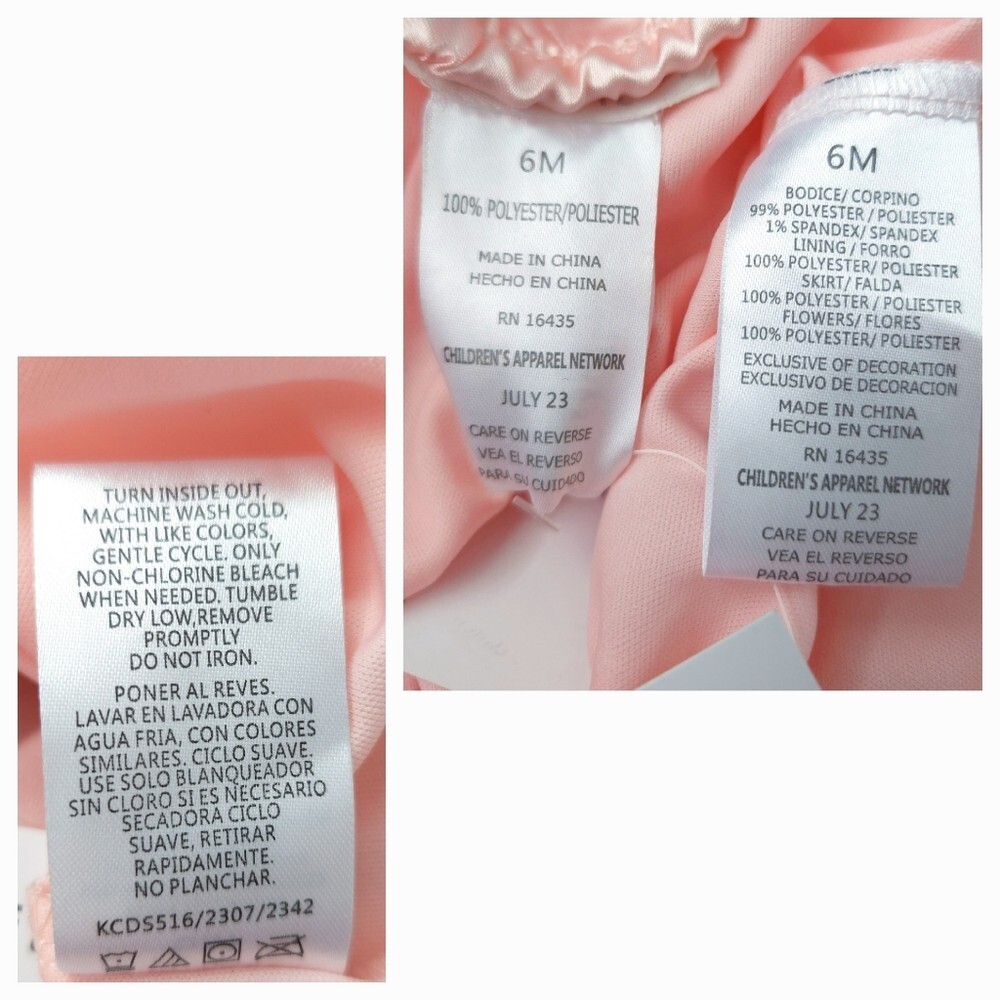 6M
100% POLYESTER/POLIESTER
MADE IN CHINA
HECHO EN CHINA
RN 16435
CHILDREN'S APPAREL NETWORK
JULY 23
CARE ON REVERSE
VEA EL REVERSO
PARA SU CUIDADO
6M
BODICE/ CORPINO
99% POLYESTER / POLIESTER
1% SPANDEX/ SPANDEX
LINING / FORRO
100% POLYESTER/ POLIESTER
SKIRT/ FALDA
100% POLYESTER / POLIESTER
FLOWERS/ FLORES
100% POLYESTER/ POLIESTER
EXCLUSIVE OF DECORATION
EXCLUSIVO DE DECORACION
MADE IN CHINA
HECHO EN CHINA
RN 16435
CHILDREN'S APPAREL NETWORK
JULY 23
CARE ON REVERSE
VEA EL REVERSO
PARA SU CUIDADO
TURN INSIDE OUT,
MACHINE WASH COLD,
WITH LIKE COLORS,
GENTLE CYCLE. ONLY
NON-CHLORINE BLEACH
WHEN NEEDED. TUMBLE
DRY LOW,REMOVE
PROMPTLY
DO NOT IRON.
PONER AL REVES.
LAVAR EN LAVADORA CON
AGUA FRIA, CON COLORES
SIMILARES. CICLO SUAVE.
USE SOLO BLANQUEADOR
SIN CLORO SI ES NECESARIO
SECADORA CICLO
SUAVE, RETIRAR
RAPIDAMENTE.
NO PLANCHAR.
KCDS516/2307/2342